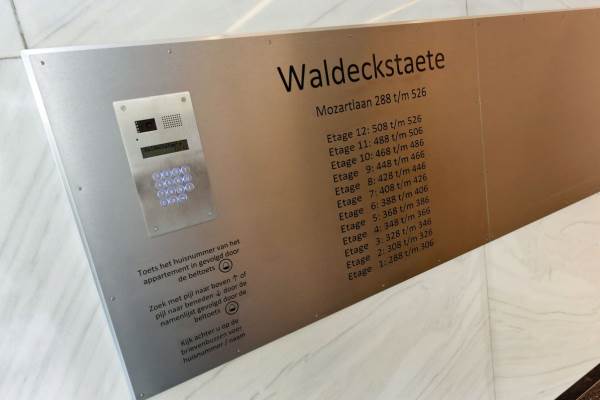 Waldeckstaete
Mozartlaan 288 t/m 526
Etage 12: 508 t/m 526
Etage 11: 488 t/m 506
Etage 10: 468 t/m 486
Etage 9: 448 t/m 466
Etage 8: 428 t/m 446
Etage 7: 408 t/m 426
Etage 6: 388 t/m 406
Etage 5: 368 t/m 386
Etage 4: 348 t/m 366
Etage 3: 328 t/m 346
Etage 2: 308 t/m 326
Etage 1: 288 t/m 306
Toets het huisnummer van het
appartement in gevolgd door
de beltoets
Zoek met pijl naar boven ↑ of
pijl naar beneden ↓ door de
namenlijst gevolgd door de
beltoets
Kijk achter u op de
brievenbussen voor
huisnummer / naam